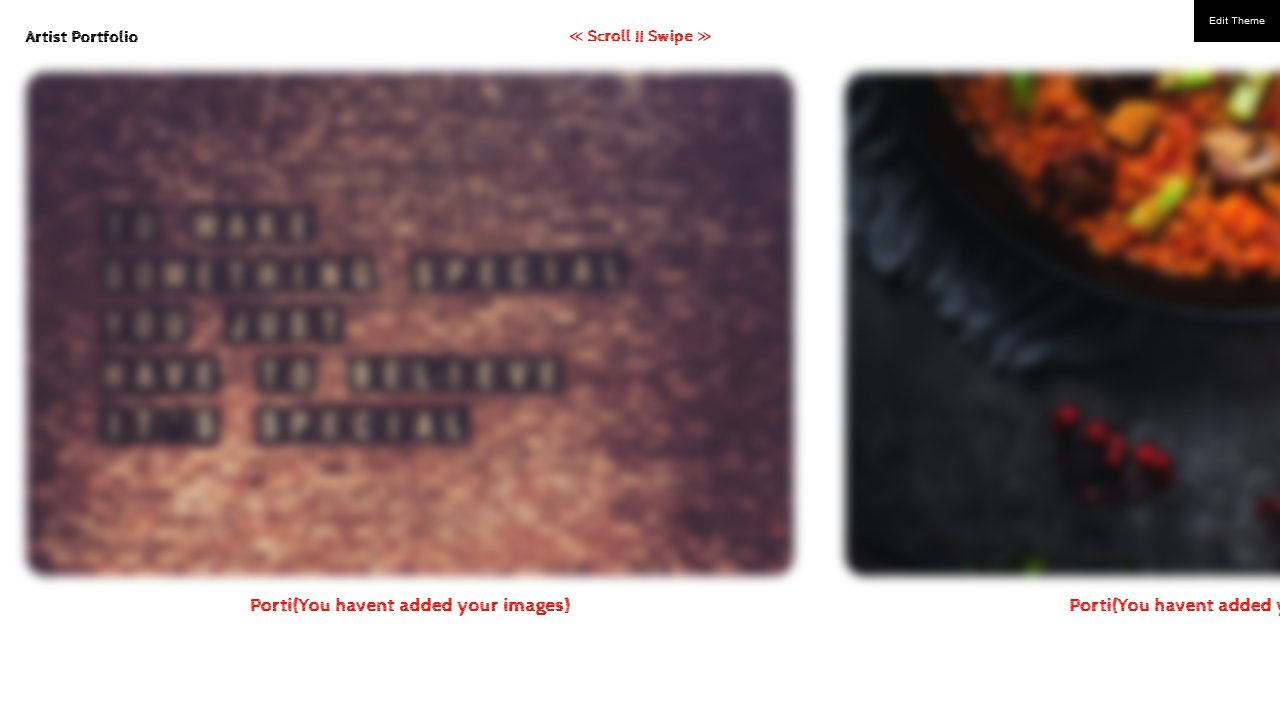 Artist Portfolio
≪ Scroll || Swipe ≫
Edit Theme
TO MAKE
SOMETHING SPECIAL
YOU JUST
HAVE TO BELIEVE
IT'S SPECIAL
Porti(You havent added your images)
Porti(You havent added